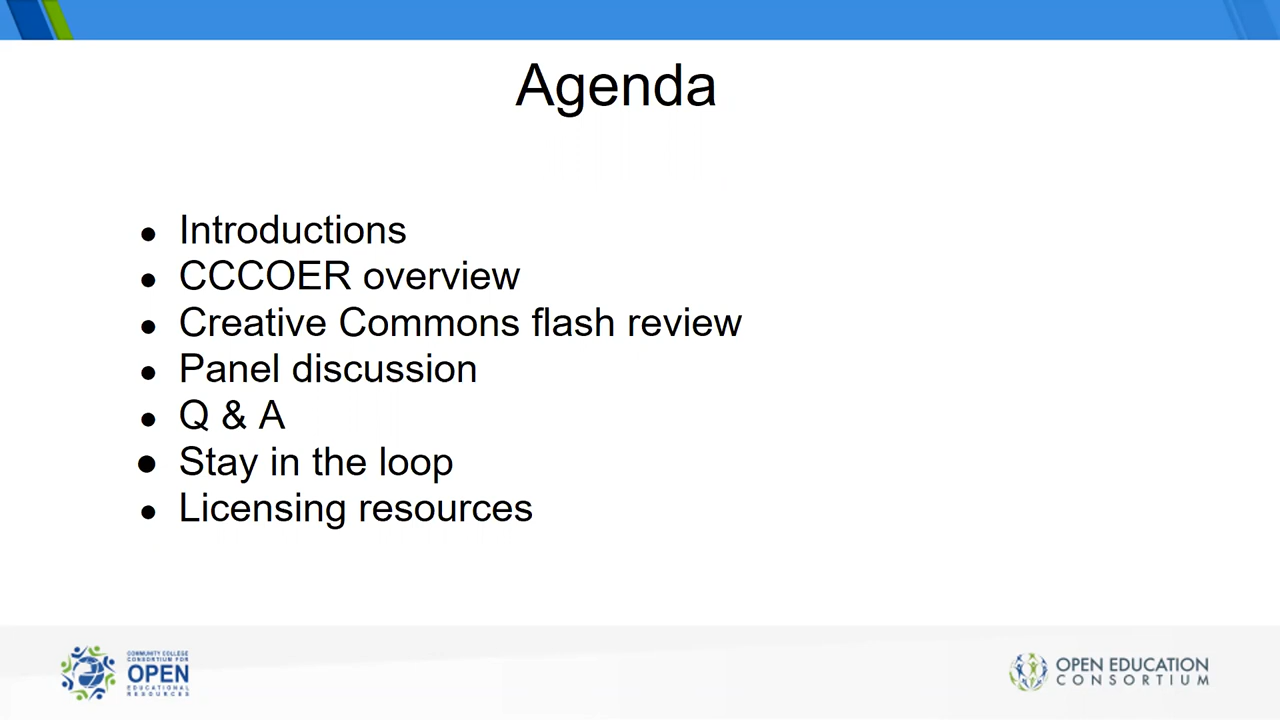 Agenda
● Introductions
● CCCOER overview
● Creative Commons flash review
● Panel discussion
● Q & A
● Stay in the loop
● Licensing resources
COMMUNITY COLLEGE
CONSORTIUM FOR
OPEN
EDUCATIONAL
RESOURCES
OPEN EDUCATION
CONSORTIUM